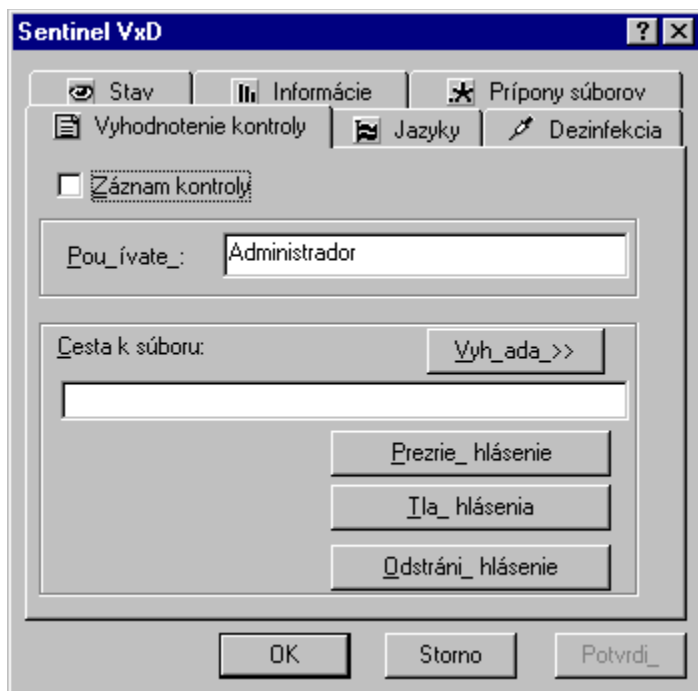 Sentinel VxD
Stav Informácie Prípony súborov
Vyhodnotenie kontroly Jazyky Dezinfekcia
Záznam kontroly
Pou_ívate_: Administrador
Cesta k súboru: Vyh_ada_>>
Prezrie_ hlásenie
Tla_ hlásenia
Odstráni_ hlásenie
OK Storno Potvrdi_